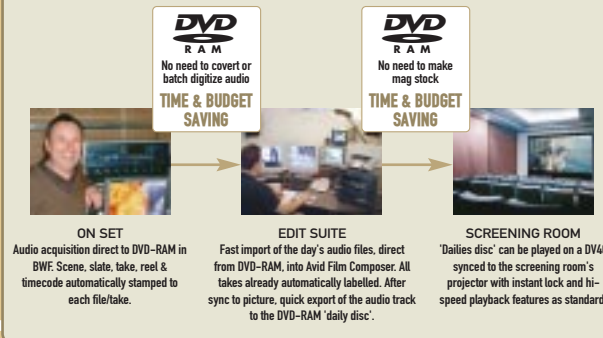 DVD
RAM
No need to covert or
batch digitize audio
TIME & BUDGET
SAVING
DVD
RAM
No need to make
mag stock
TIME & BUDGET
SAVING
ON SET
Audio acquisition direct to DVD-RAM in
BWF. Scene, slate, take, reel &
timecode automatically stamped to
each file/take.
EDIT SUITE
Fast import of the day's audio files, direct
from DVD-RAM, into Avid Film Composer. All
takes already automatically labelled. After
sync to picture, quick export of the audio track
to the DVD-RAM 'daily disc'.
SCREENING ROOM
'Dailies disc' can be played on a
synced to the screening room's
projector with instant lock and hi-
speed playback features as standard